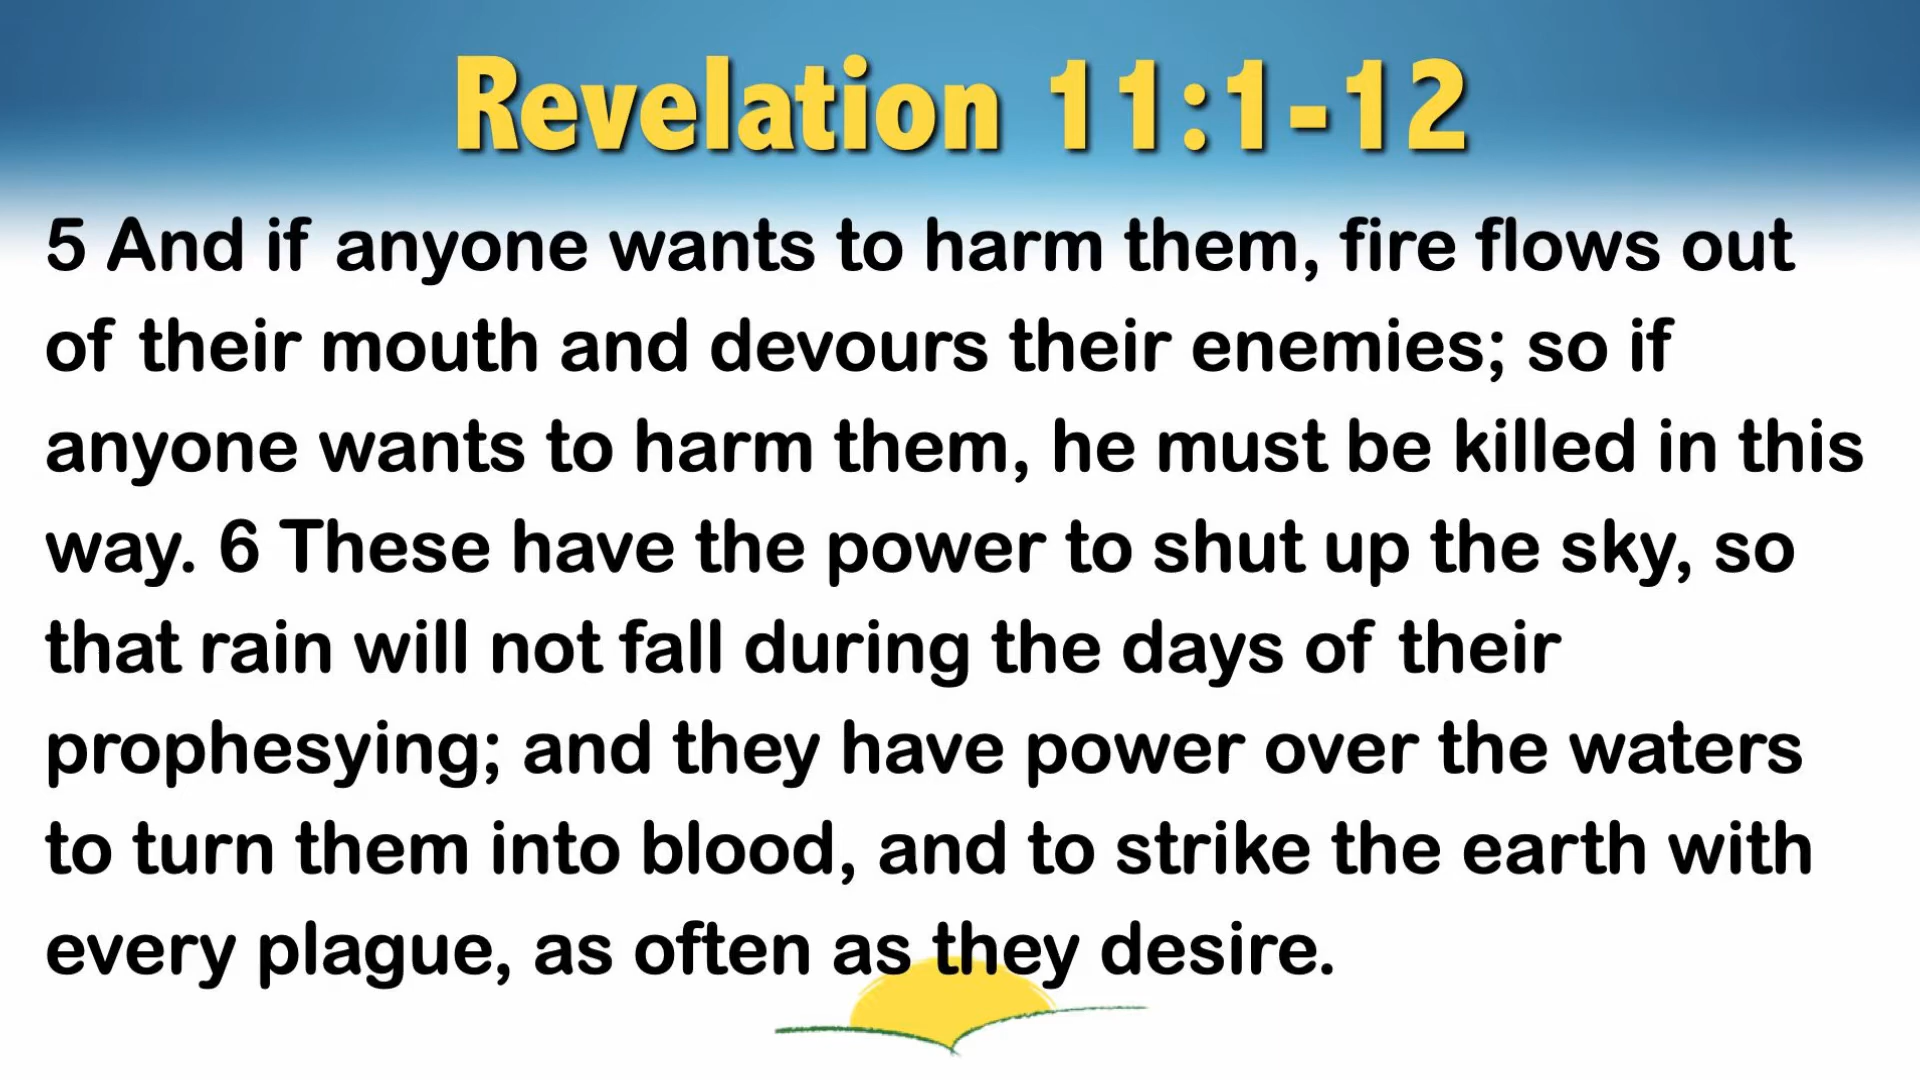 Revelation 11:1-12
5 And if anyone wants to harm them, fire flows out
of their mouth and devours their enemies; so if
anyone wants to harm them, he must be killed in this
way. 6 These have the power to shut up the sky, so
that rain will not fall during the days of their
prophesying; and they have power over the waters
to turn them into blood, and to strike the earth with
every plague, as often as they desire.